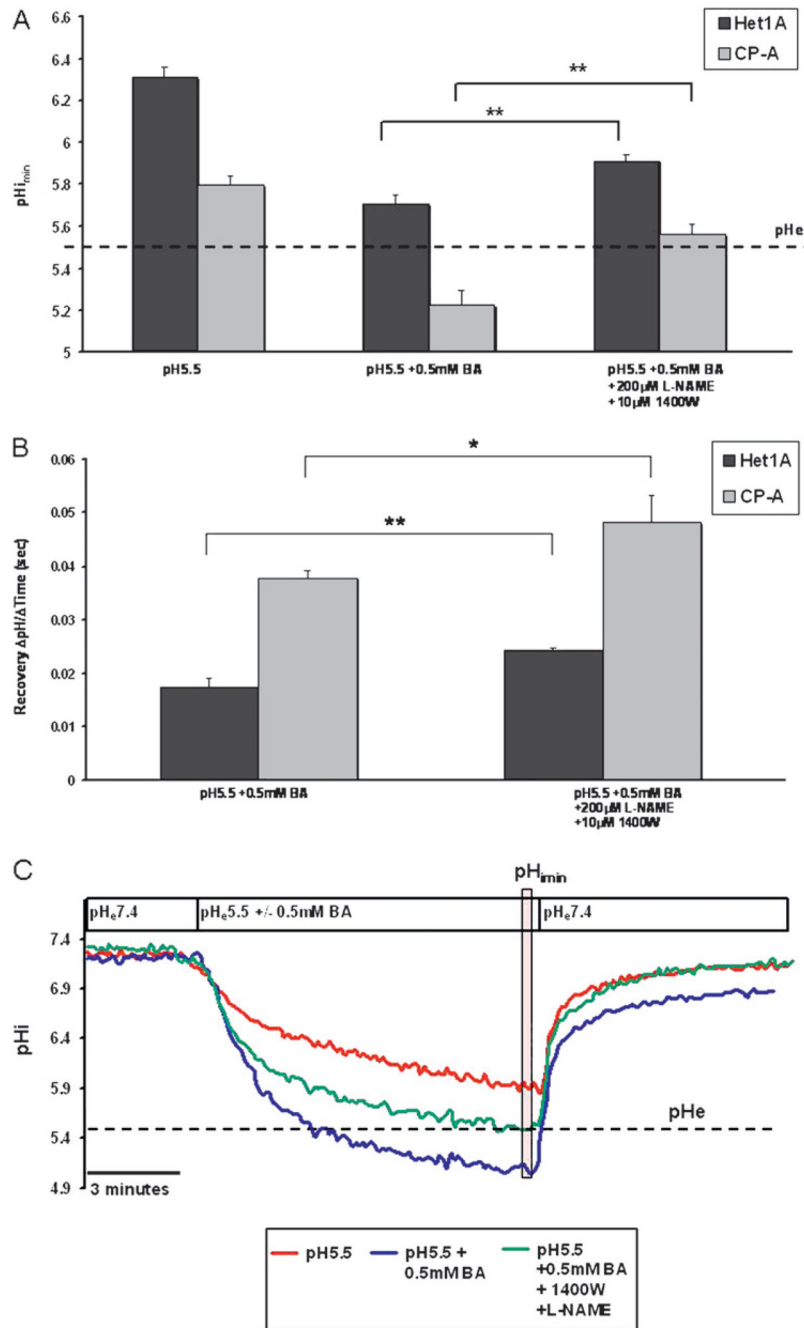 A
6.6
6.4
6.2
6
5.8
5.6
5.4
5.2
5
pHi min
Het1A
CP-A
**
**
pHe
pH5.5
pH5.5 +0.5mM BA
pH5.5 +0.5mM BA
+200µM L-NAME
+10µM 1400W
B
0.06
0.05
0.04
0.03
0.02
0.01
0
Recovery ΔpH/ΔTime (sec)
Het1A
CP-A
*
**
pH5.5 +0.5mM BA
pH5.5 +0.5mM BA
+200µM L-NAME
+10µM 1400W
C
pH imin
pHe7.4
pHe5.5 +/- 0.5mM BA
pHe7.4
7.4
6.9
6.4
5.9
5.4
4.9
pHi
pHe
3 minutes
pH5.5
pH5.5 +
0.5mM BA
pH5.5
+0.5mM BA
+ 1400W
+L-NAME